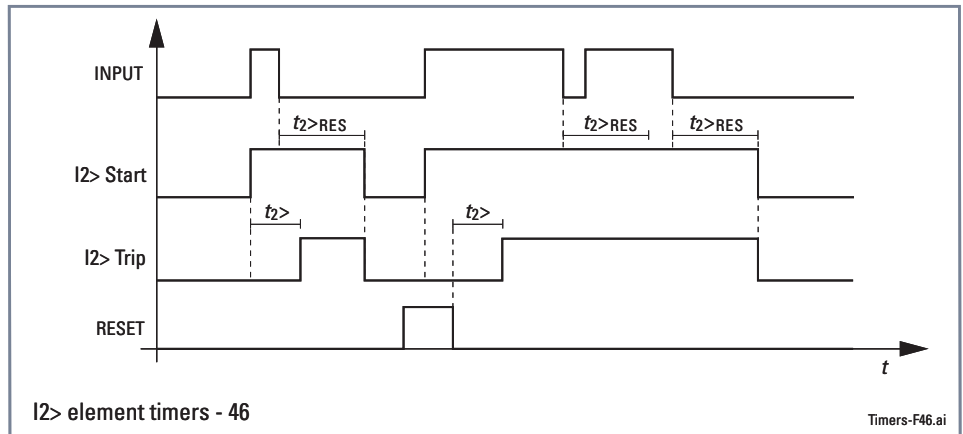 INPUT
t2>RES t2>RES t2>RES
I2> Start
t2> t2>
I2> Trip
RESET
t
I2> element timers - 46
Timers-F46.ai